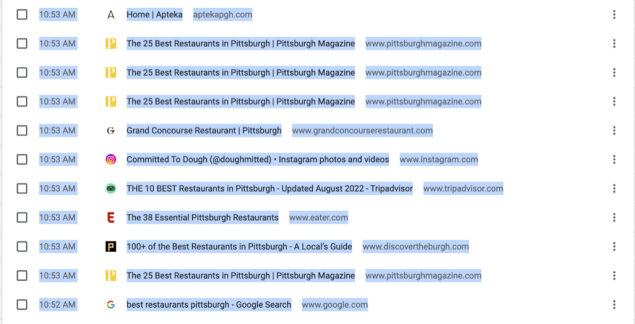 10:53 AM Home | Apteka aptekapgh.com
10:53 AM The 25 Best Restaurants in Pittsburgh | Pittsburgh Magazine www.pittsburghmagazine.com
10:53 AM The 25 Best Restaurants in Pittsburgh | Pittsburgh Magazine www.pittsburghmagazine.com
10:53 AM The 25 Best Restaurants in Pittsburgh | Pittsburgh Magazine www.pittsburghmagazine.com
10:53 AM Grand Concourse Restaurant | Pittsburgh www.grandconcourserestaurant.com
10:53 AM Committed To Dough (@doughmitted) • Instagram photos and videos www.instagram.com
10:53 AM THE 10 BEST Restaurants in Pittsburgh - Updated August 2022 - Tripadvisor www.tripadvisor.com
10:53 AM The 38 Essential Pittsburgh Restaurants www.eater.com
10:53 AM 100+ of the Best Restaurants in Pittsburgh - A Local's Guide www.discovertheburgh.com
10:53 AM The 25 Best Restaurants in Pittsburgh | Pittsburgh Magazine www.pittsburghmagazine.com
10:52 AM best restaurants pittsburgh - Google Search www.google.com